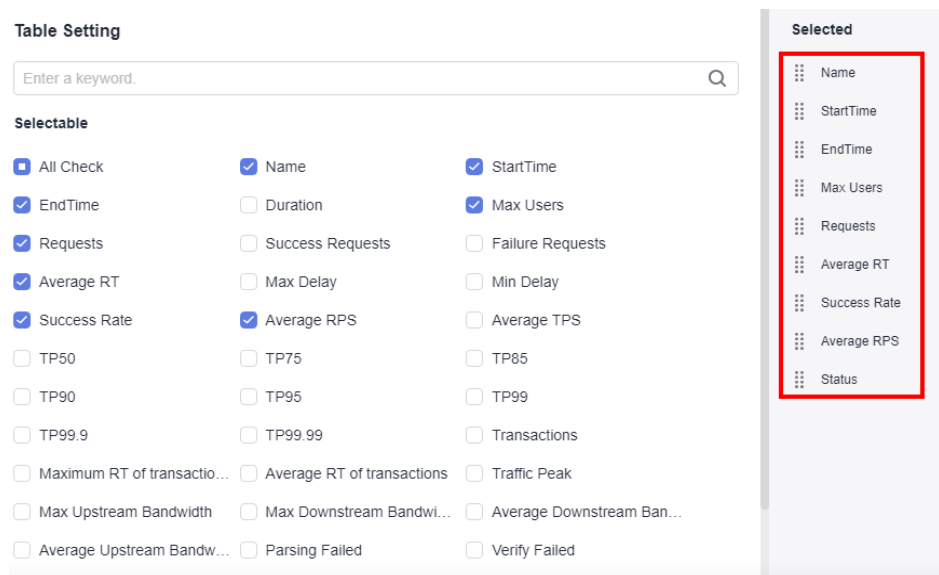 Table Setting
Enter a keyword.
Selectable
All Check Name StartTime
EndTime Duration Max Users
Requests Success Requests Failure Requests
Average RT Max Delay Min Delay
Success Rate Average RPS Average TPS
TP50 TP75 TP85
TP90 TP95 TP99
TP99.9 TP99.99 Transactions
Maximum RT of transactio... Average RT of transactions Traffic Peak
Max Upstream Bandwidth Max Downstream Bandwi... Average Downstream Ban...
Average Upstream Bandw... Parsing Failed Verify Failed
Selected
Name
StartTime
EndTime
Max Users
Requests
Average RT
Success Rate
Average RPS
Status